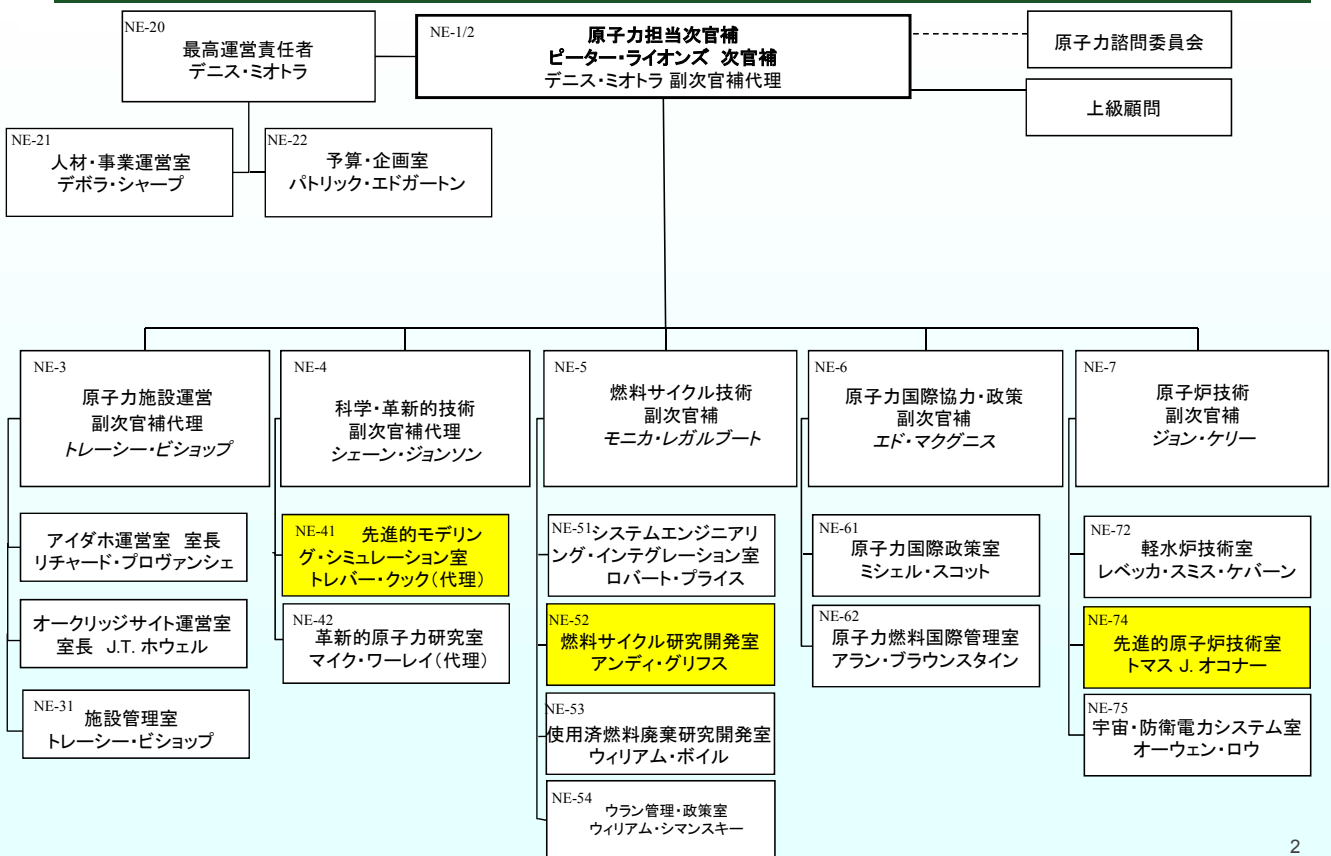 NE-20
最高運営責任者
デニス・ミオトラ
NE-1/2
原子力担当次官補
ピーター・ライオンズ 次官補
デニス・ミオトラ 副次官補代理
原子力諮問委員会
上級顧問
NE-21
人材・事業運営室
デボラ・シャープ
NE-22
予算・企画室
パトリック・エドガートン
NE-3
原子力施設運営
副次官補代理
トレーシー・ビショップ
アイダホ運営室 室長
リチャード・プロヴァンシェ
オークリッジサイト運営室
室長 J.T. ホウェル
NE-31
施設管理室
トレーシー・ビショップ
NE-4
科学・革新的技術
副次官補代理
シェーン・ジョンソン
NE-41 先進的モデリン
グ・シミュレーション室
トレバー・クック(代理)
NE-42
革新的原子力研究室
マイク・ワーレイ(代理)
NE-5
燃料サイクル技術
副次官補
モニカ・レガルブート
NE-51システムエンジニアリ
ング・インテグレーション室
ロバート・プライス
NE-52
燃料サイクル研究開発室
アンディ・グリフス
NE-53
使用済燃料廃棄研究開発室
ウィリアム・ボイル
NE-54
ウラン管理・政策室
ウィリアム・シマンスキー
NE-6
原子力国際協力・政策
副次官補
エド・マクグニス
NE-61
原子力国際政策室
ミシェル・スコット
NE-62
原子力燃料国際管理室
アラン・ブラウンスタイン
NE-7
原子炉技術
副次官補
ジョン・ケリー
NE-72
軽水炉技術室
レベッカ・スミス・ケバーン
NE-74
先進的原子炉技術室
トマス J. オコナー
NE-75
宇宙・防衛電力システム室
オーウェン・ロウ
2